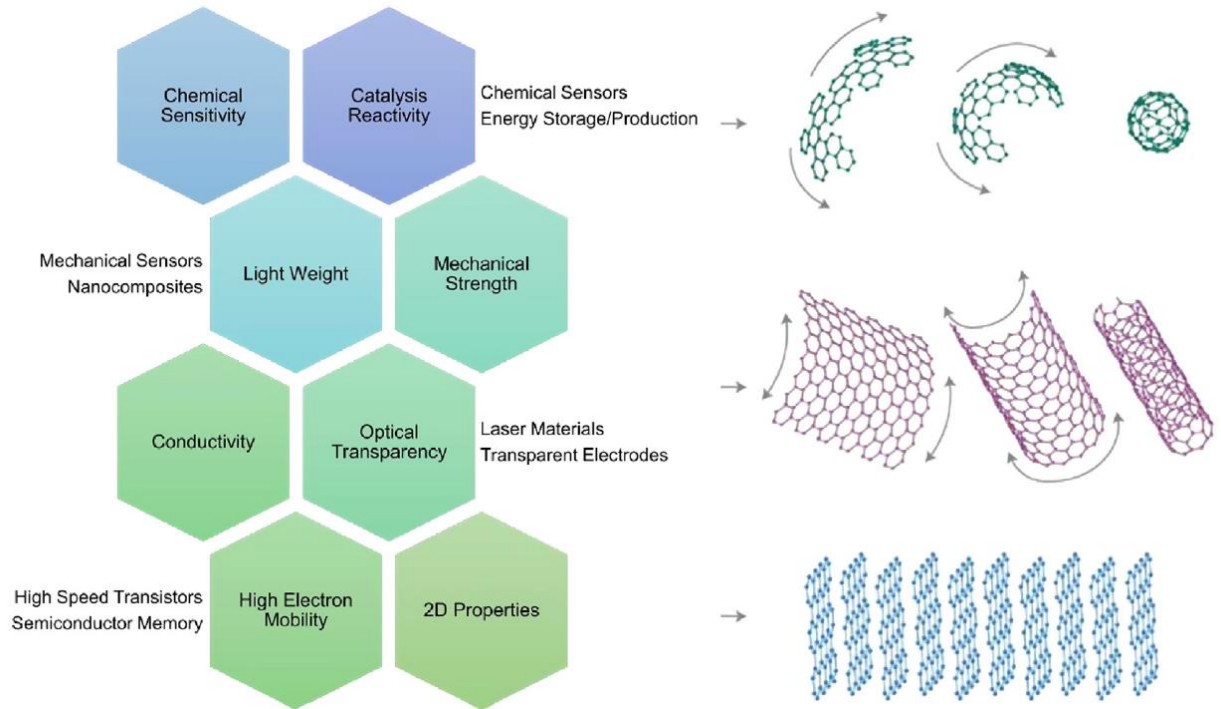 Chemical
Sensitivity
Catalysis
Reactivity
Chemical Sensors
Energy Storage/Production
Mechanical Sensors
Nanocomposites
Light Weight
Mechanical
Strength
Conductivity
Optical
Transparency
Laser Materials
Transparent Electrodes
High Speed Transistors
Semiconductor Memory
High Electron
Mobility
2D Properties